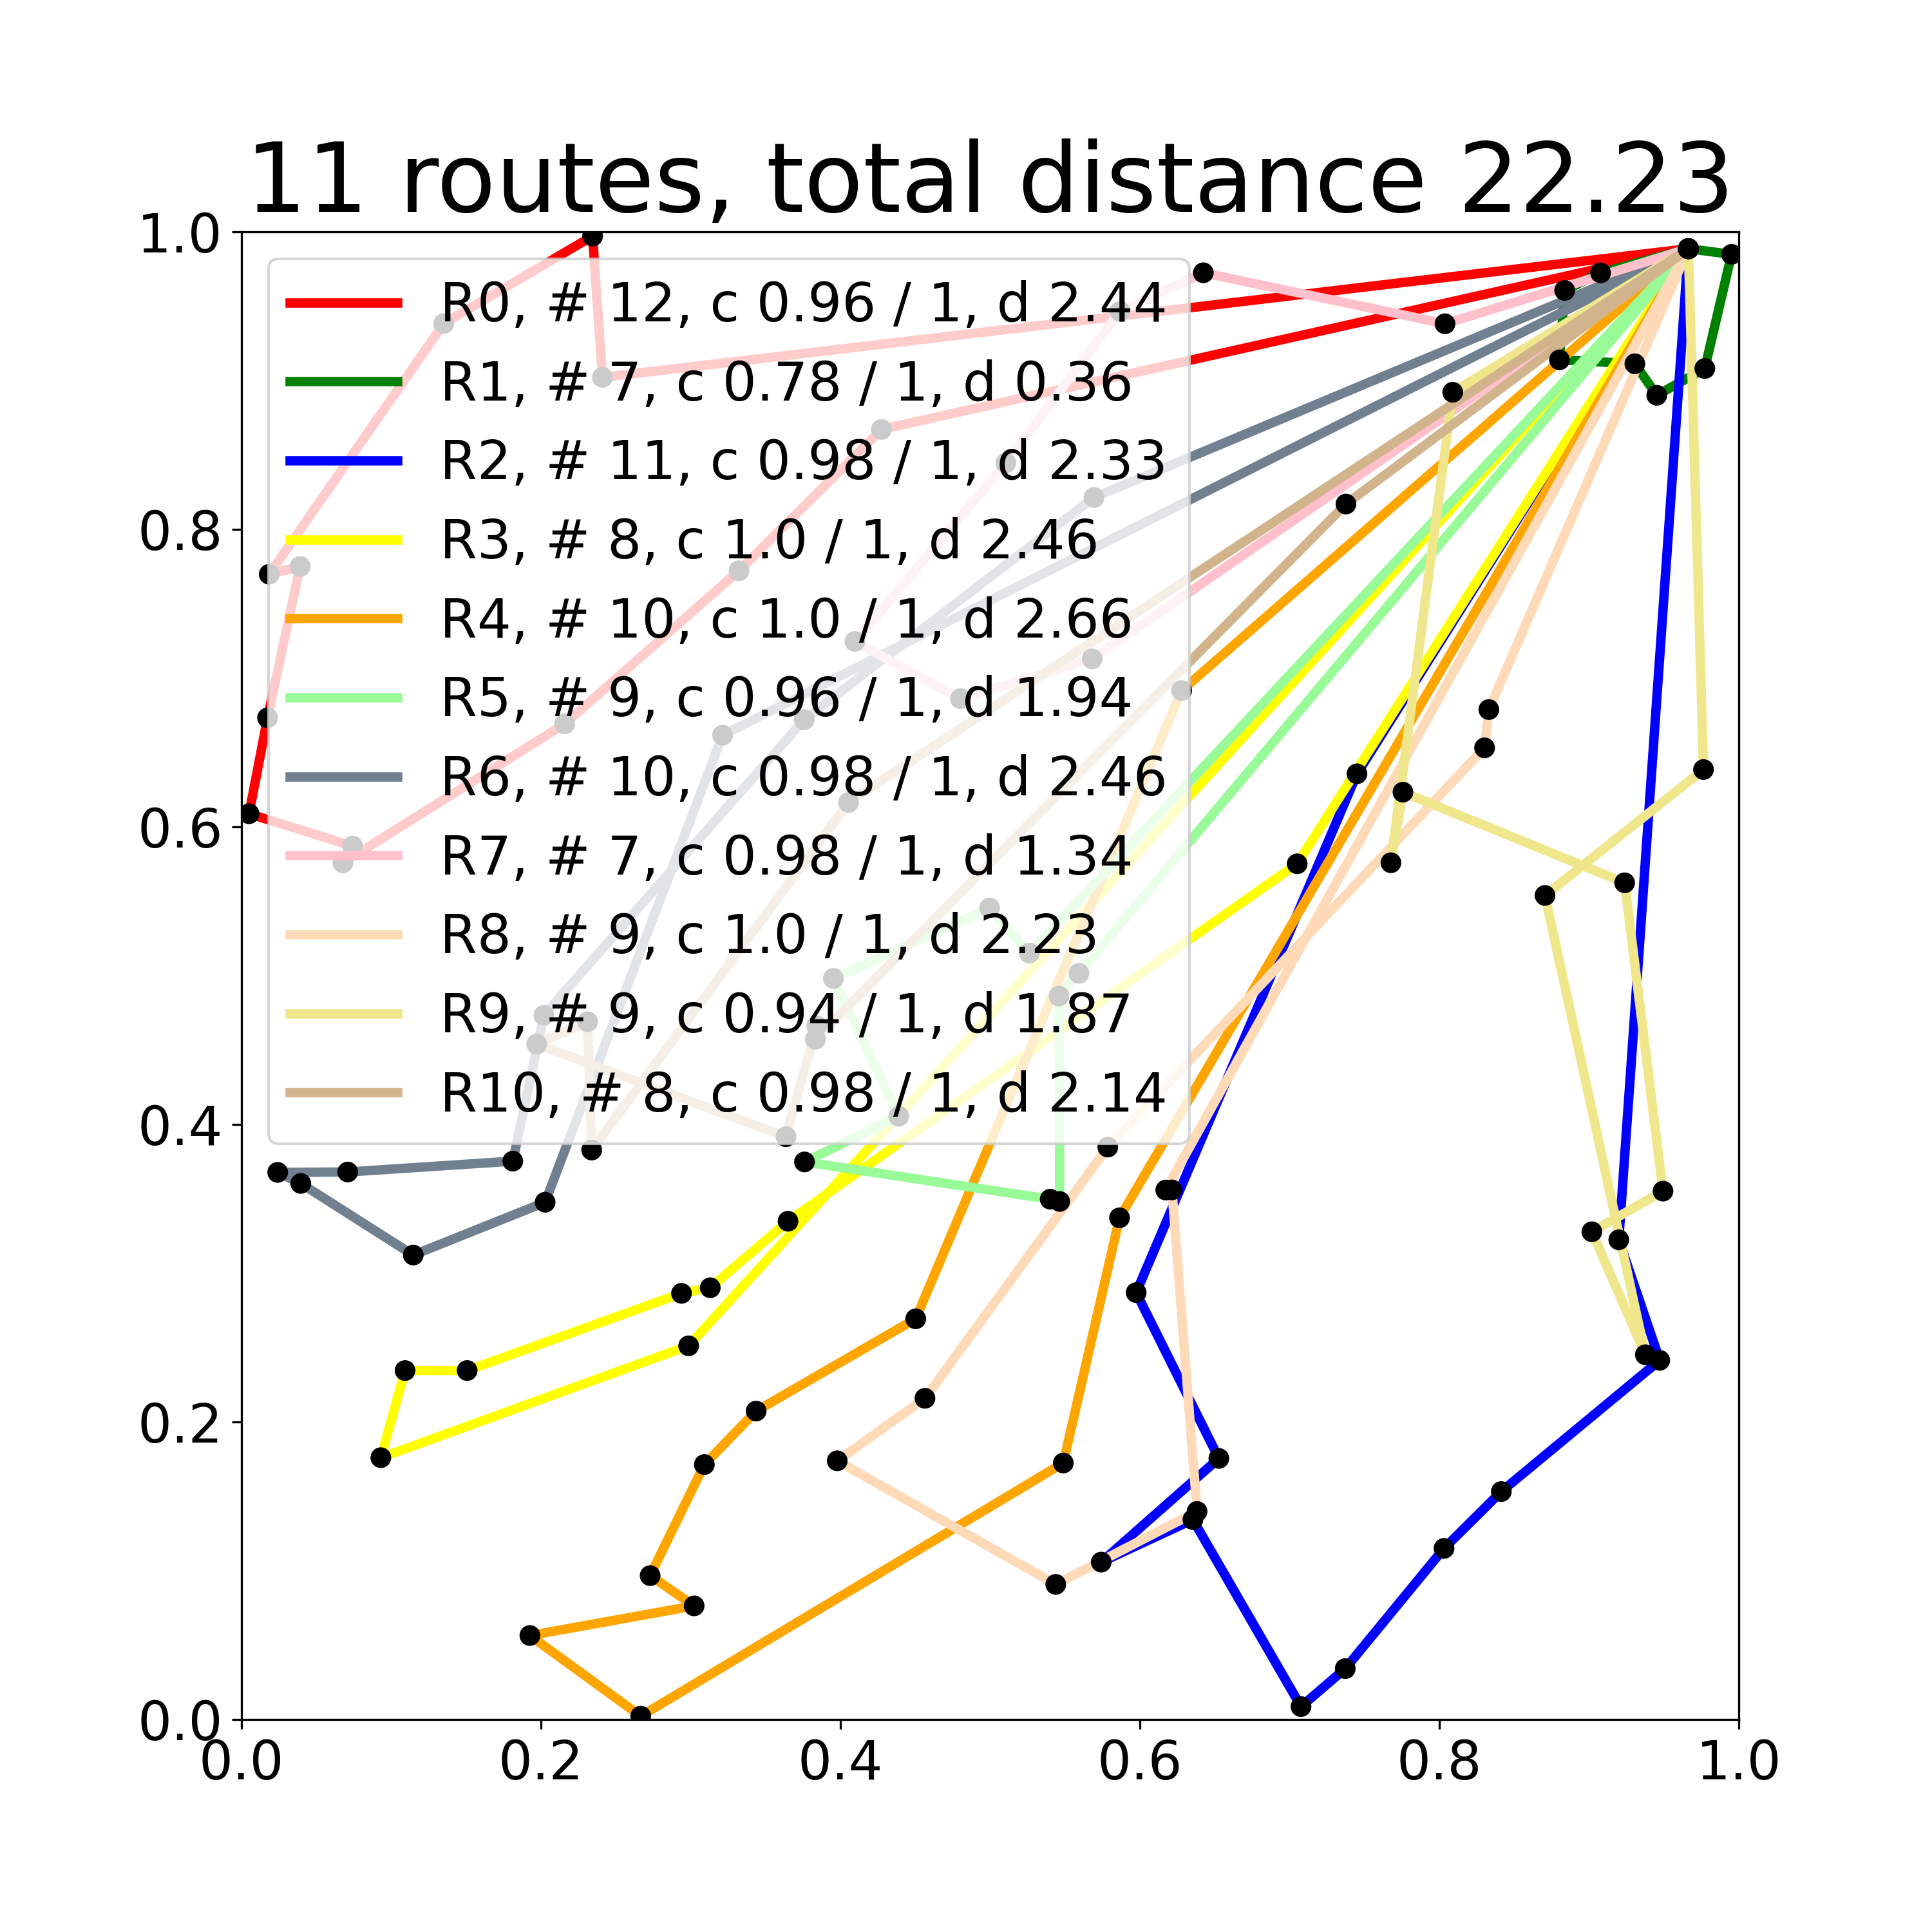 11 routes, total distance 22.23
1.0
0.8
0.6
0.4
0.2
0.0
R0, # 12, c 0.96 / 1, d 2.44
R1, # 7, c 0.78 / 1, d 0.36
R2, # 11, c 0.98 / 1, d 2.33
R3, # 8, c 1.0 / 1, d 2.46
R4, # 10, c 1.0 / 1, d 2.66
R5, # 9, c 0.96 / 1, d 1.94
R6, # 10, c 0.98 / 1, d 2.46
R7, # 7, c 0.98 / 1, d 1.34
R8, # 9, c 1.0 / 1, d 2.23
R9, # 9, c 0.94 / 1, d 1.87
R10, # 8, c 0.98 / 1, d 2.14
0.0 0.2 0.4 0.6 0.8 1.0